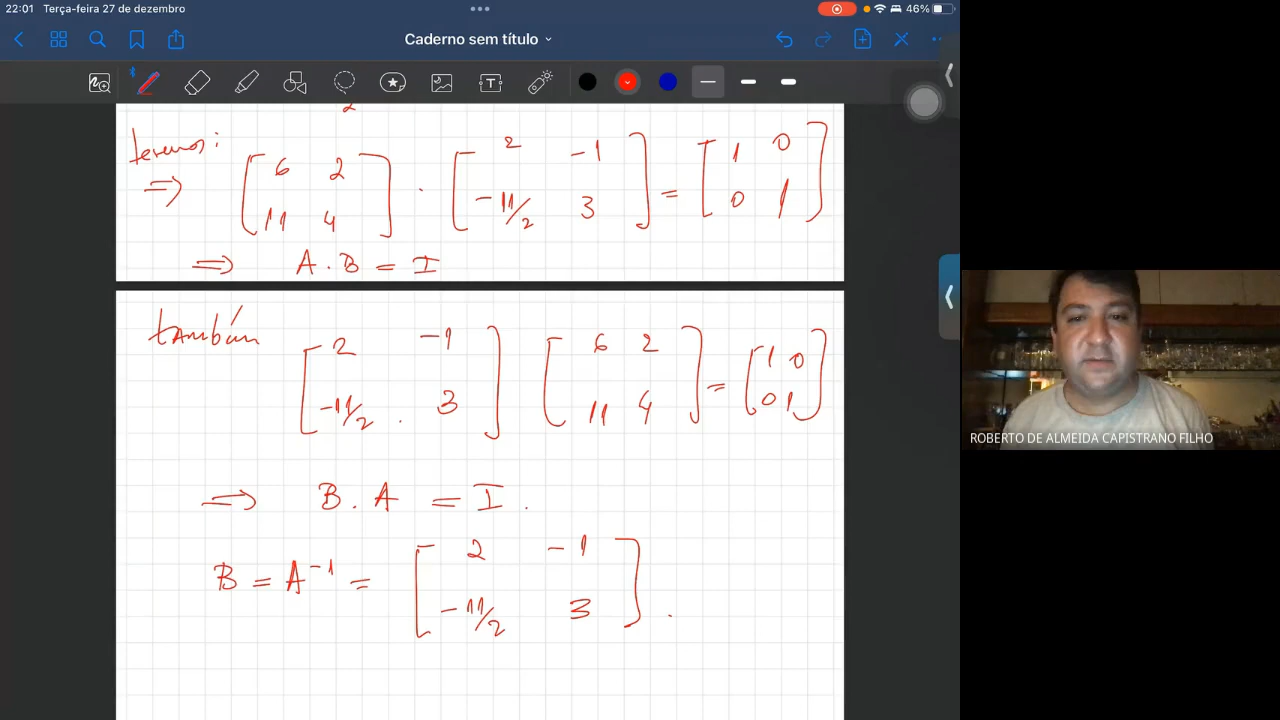 22:01 Terça-feira 27 de dezembro 46%
Caderno sem título
2
teremos:
⇒ [ 6 2 ; 11 4 ] · [ 2 -1 ; -11/2 3 ] = [ 1 0 ; 0 1 ]
⇒ A . B = I
também [ 2 -1 ; -11/2 . 3 ] [ 6 2 ; 11 4 ] = [ 1 0 ; 0 1 ]
⇒ B . A = I .
B = A⁻¹ = [ 2 -1 ; -11/2 3 ] .
ROBERTO DE ALMEIDA CAPISTRANO FILHO